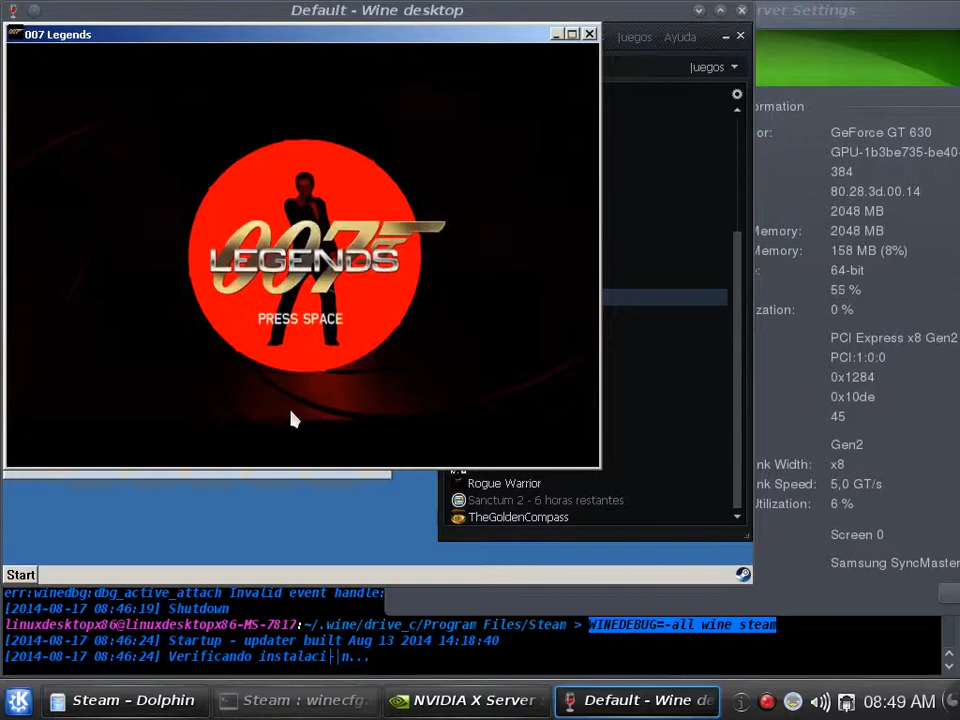 Default - Wine desktop
rver Settings
007 Legends
Juegos Ayuda
Juegos
007
LEGENDS
PRESS SPACE
Rogue Warrior
Sanctum 2 - 6 horas restantes
TheGoldenCompass
ormation
or: GeForce GT 630
GPU-1b3be735-be40-
384
80.28.3d.00.14
2048 MB
Memory: 2048 MB
Memory: 158 MB (8%)
e: 64-bit
55 %
zation: 0 %
PCI Express x8 Gen2
PCI:1:0:0
0x1284
0x10de
45
Gen2
nk Width: x8
nk Speed: 5,0 GT/s
Utilization: 6 %
Screen 0
Samsung SyncMaster
Start
err:winedbg:dbg_active_attach Invalid event handle:
[2014-08-17 08:46:19] Shutdown
linuxdesktopx86@linuxdesktopx86-MS-7817:~/.wine/drive_c/Program Files/Steam > WINEDEBUG=-all wine steam
[2014-08-17 08:46:24] Startup - updater built Aug 13 2014 14:18:40
[2014-08-17 08:46:24] Verificando instalaci├│n...
Steam - Dolphin
Steam : winecfg
NVIDIA X Server
Default - Wine de
08:49 AM